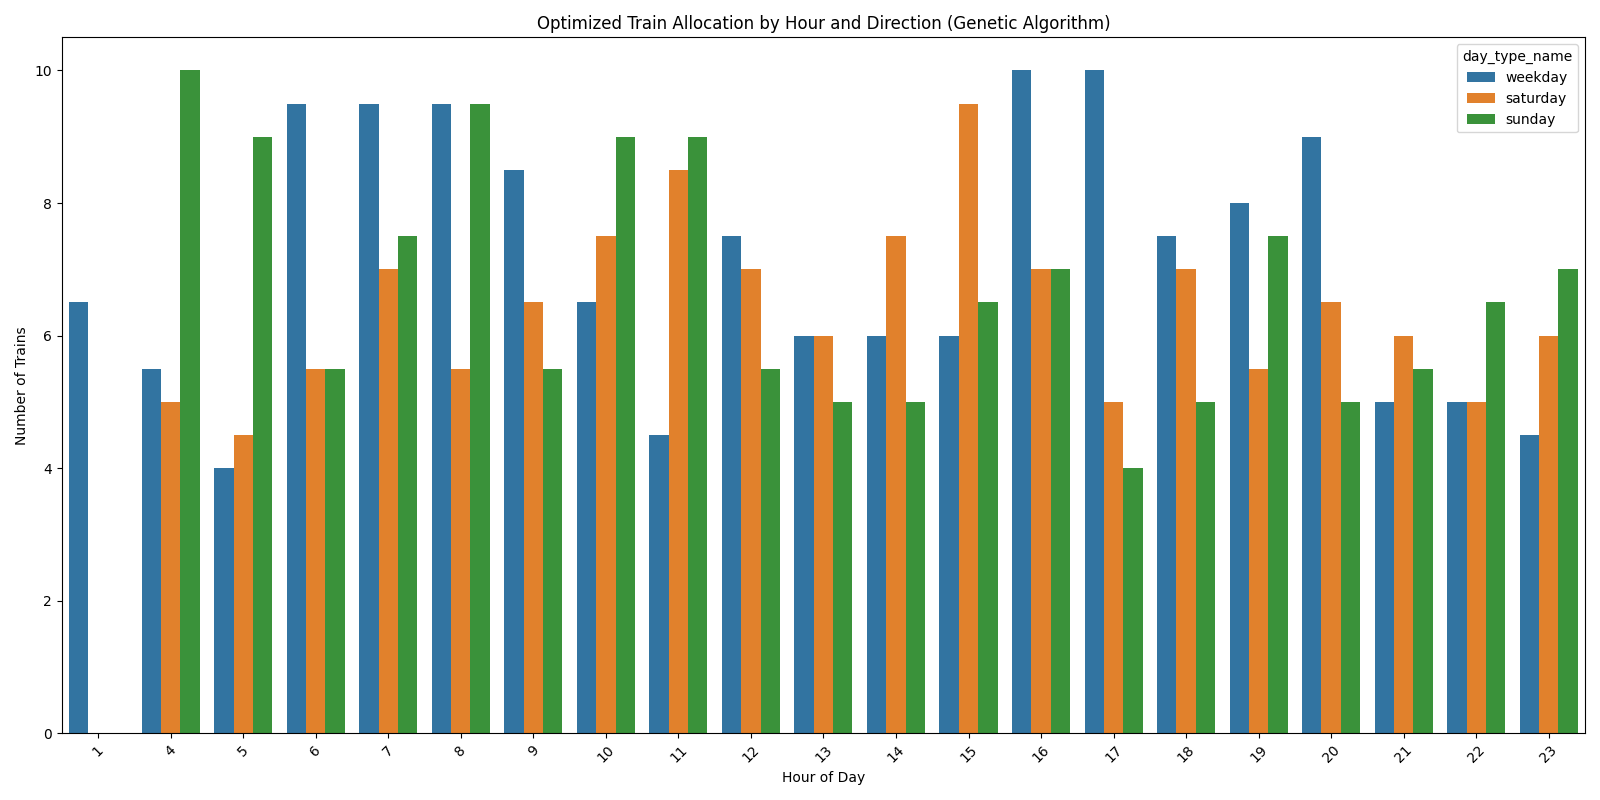 Optimized Train Allocation by Hour and Direction (Genetic Algorithm)
day_type_name
weekday
saturday
sunday
Number of Trains
10
8
6
4
2
0
1 4 5 6 7 8 9 10 11 12 13 14 15 16 17 18 19 20 21 22 23
Hour of Day